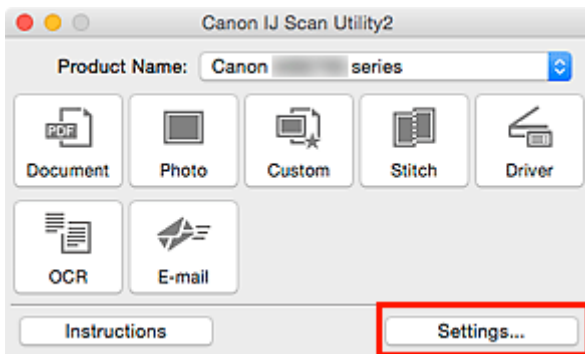 Canon IJ Scan Utility2
Product Name: Canon series
PDF
Document Photo Custom Stitch Driver
OCR E-mail
Instructions Settings...